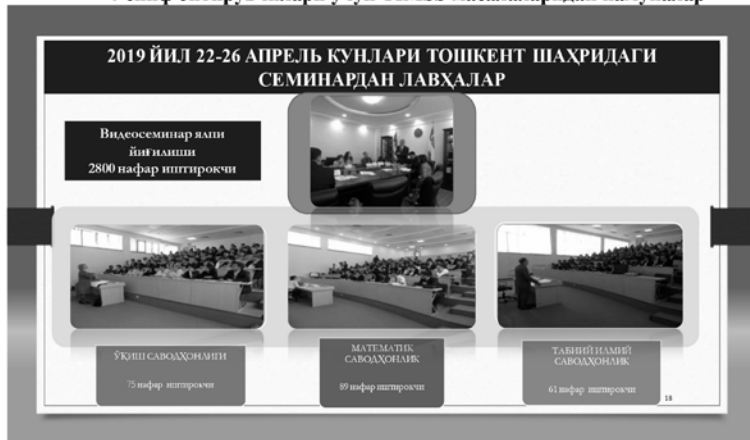 2019 ЙИЛ 22-26 АПРЕЛЬ КУНЛАРИ ТОШКЕНТ ШАҲРИДАГИ
СЕМИНАРДАН ЛАВҲАЛАР
Видеосеминар ялпи
йиғилиши
2800 нафар иштирокчи
ЎҚИШ САВОДХОНЛИГИ
75 нафар иштирокчи
МАТЕМАТИК
САВОДХОНЛИК
89 нафар иштирокчи
ТАБИИЙ ИЛМИЙ
САВОДХОНЛИК
61 нафар иштирокчи
18